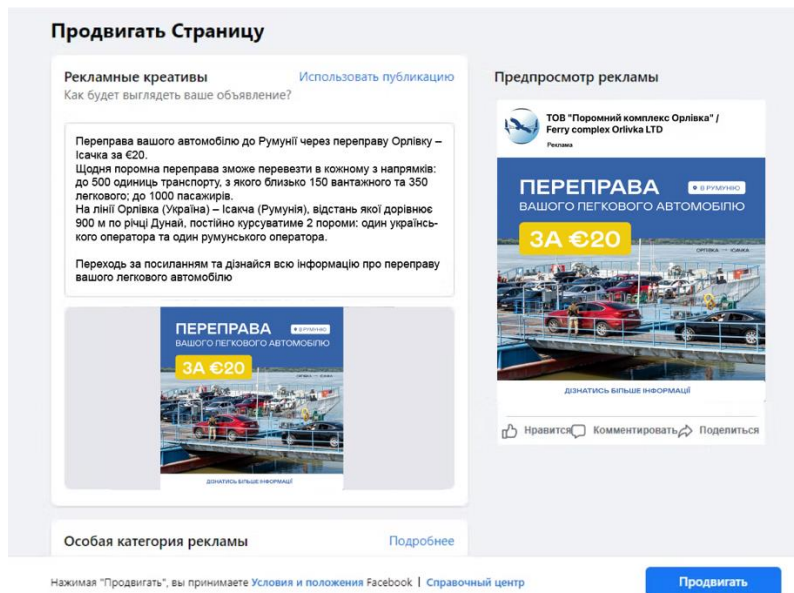 Продвигать Страницу
Рекламные креативы
Использовать публикацию
Как будет выглядеть ваше объявление?
Переправа вашого автомобілю до Румунії через переправу Орлівку –
Ісачка за €20.
Щодня поромна переправа зможе перевезти в кожному з напрямків:
до 500 одиниць транспорту, з якого близько 150 вантажного та 350
легкового; до 1000 пасажирів.
На лінії Орлівка (Україна) – Ісакча (Румунія), відстань якої дорівнює
900 м по річці Дунай, постійно курсуватиме 2 пороми: один українсь-
кого оператора та один румунського оператора.
Переходь за посиланням та дізнайся всю інформацію про переправу
вашого легкового автомобілю
ПЕРЕПРАВА
В РУМУНІЮ
ВАШОГО ЛЕГКОВОГО АВТОМОБІЛЮ
ЗА €20
ОРЛІВКА — ІСАКЧА
ДІЗНАТИСЬ БІЛЬШЕ ІНФОРМАЦІЇ
Особая категория рекламы
Подробнее
Предпросмотр рекламы
ТОВ "Поромний комплекс Орлівка" /
Ferry complex Orlivka LTD
Реклама
ПЕРЕПРАВА
В РУМУНІЮ
ВАШОГО ЛЕГКОВОГО АВТОМОБІЛЮ
ЗА €20
ОРЛІВКА — ІСАКЧА
ДІЗНАТИСЬ БІЛЬШЕ ІНФОРМАЦІЇ
Нравится Комментировать Поделиться
Нажимая "Продвигать", вы принимаете Условия и положения Facebook | Справочный центр
Продвигать